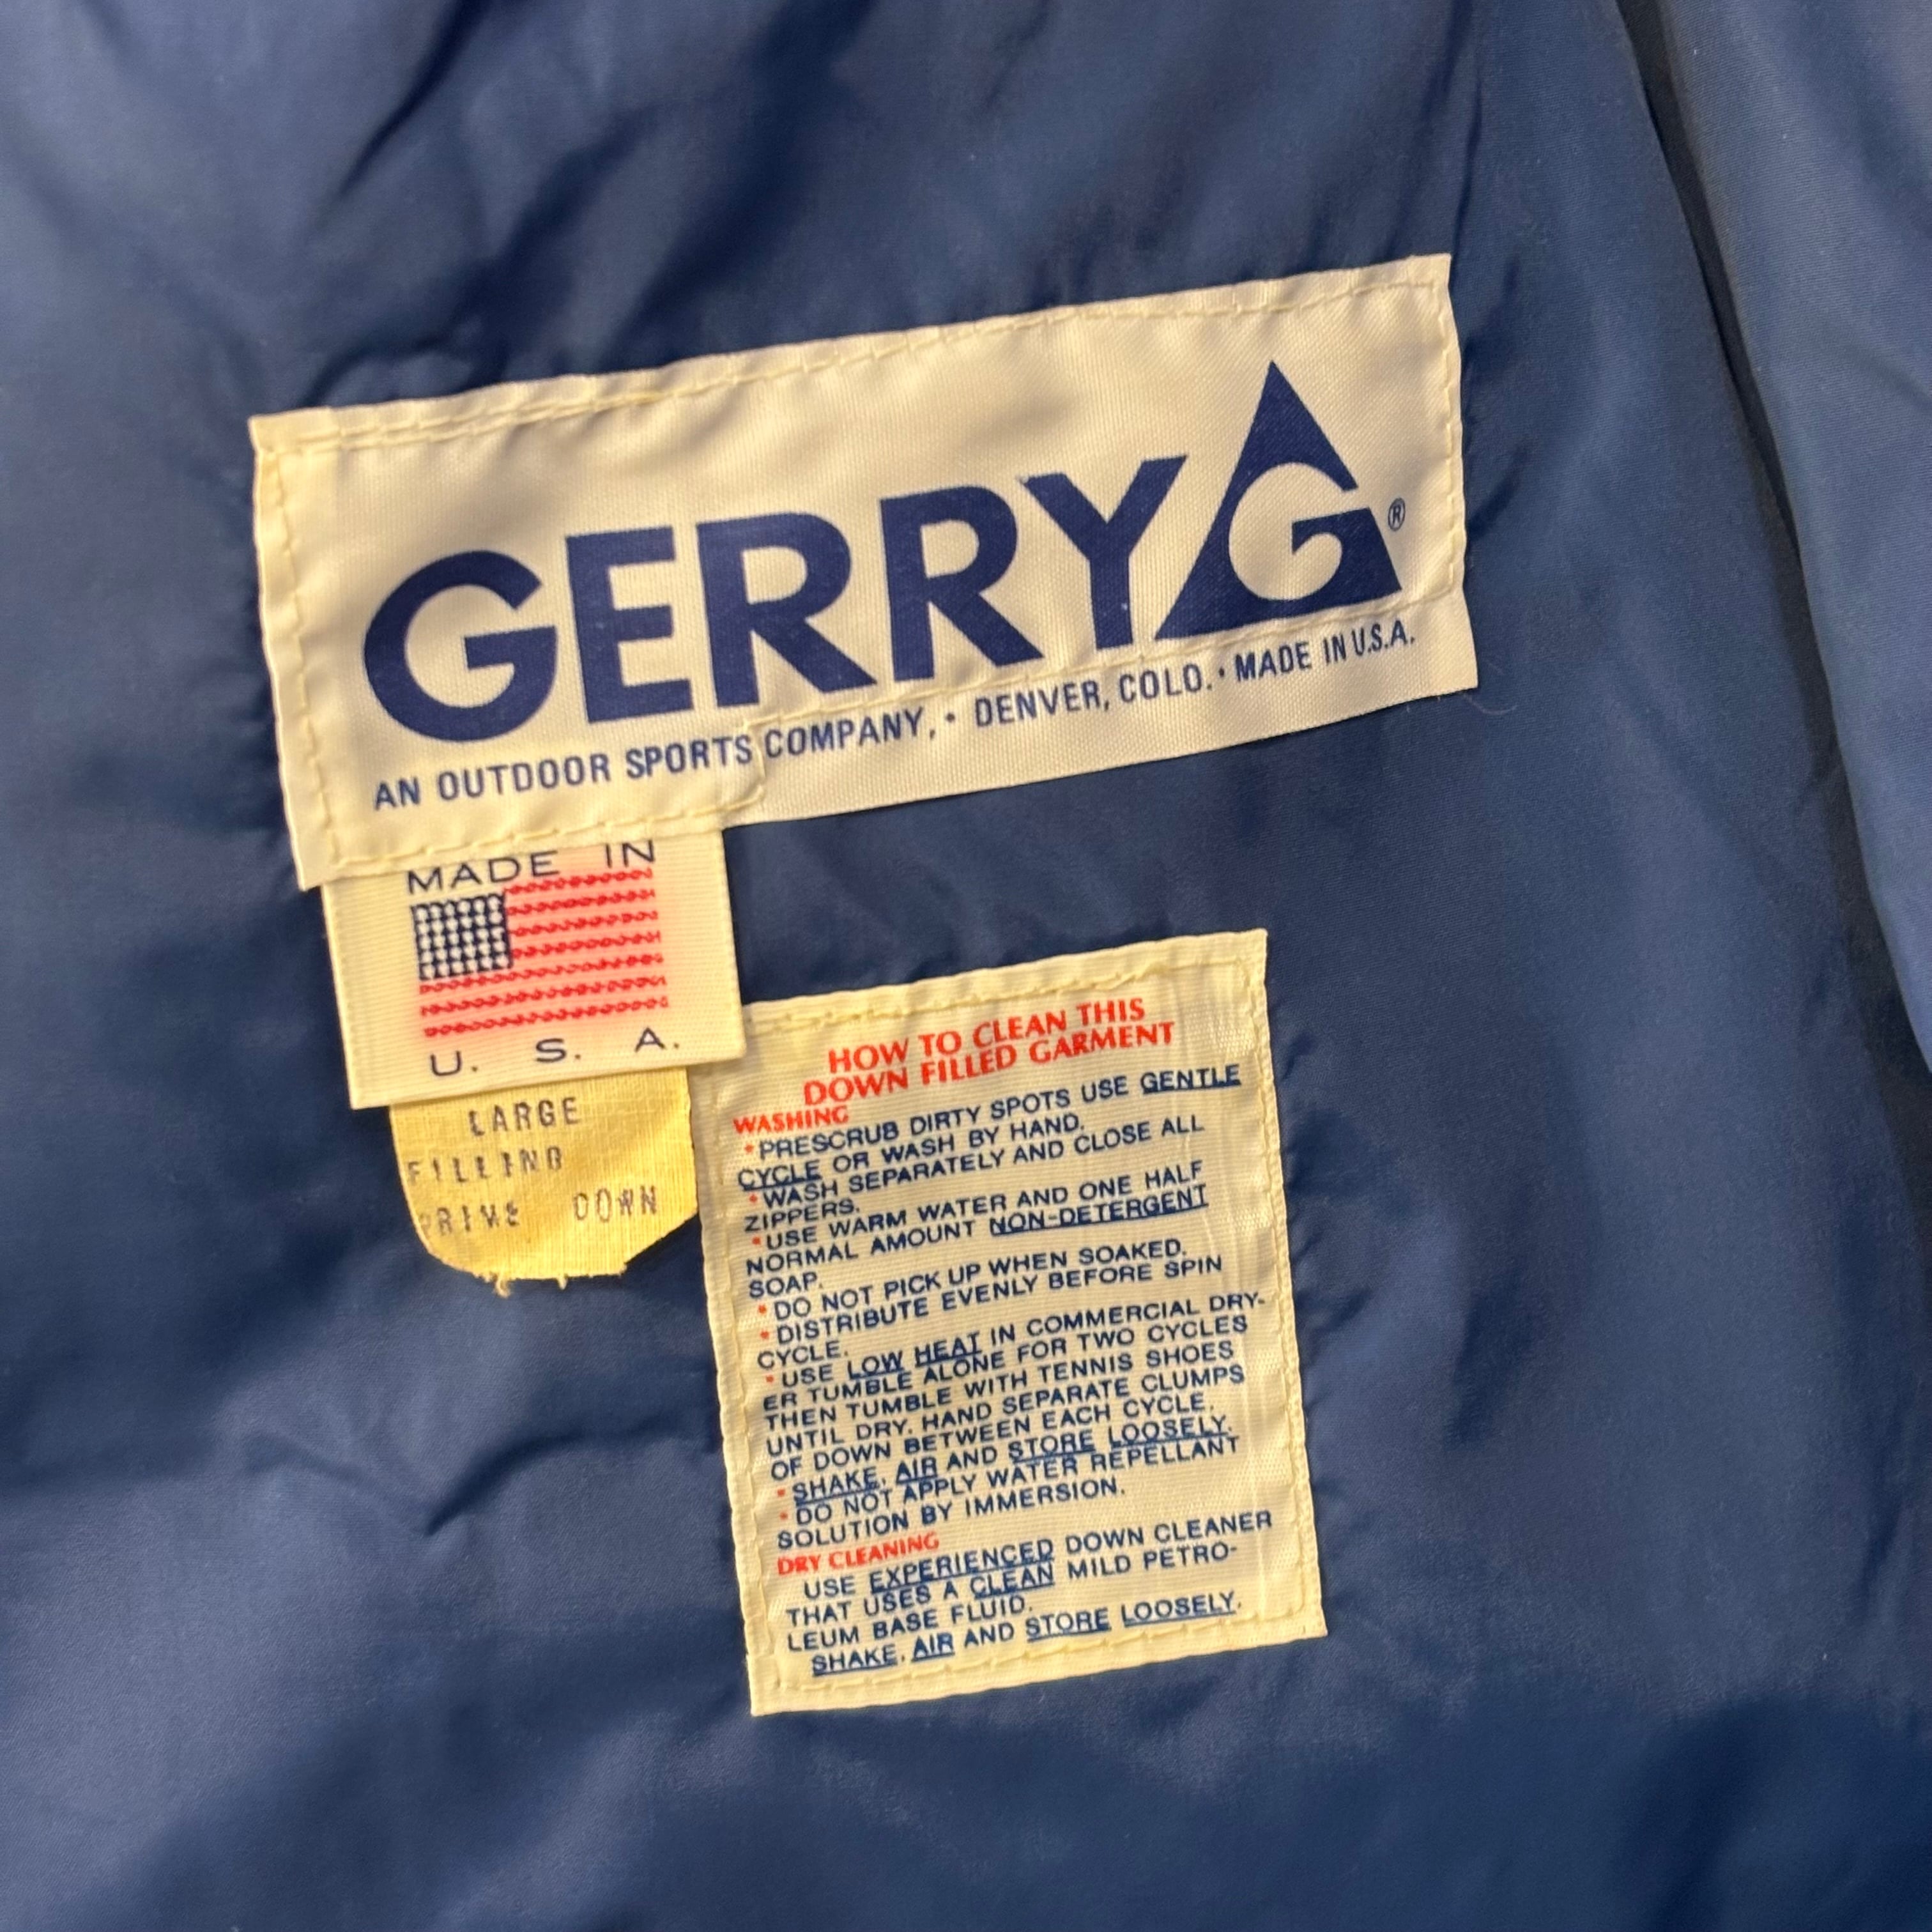 GERRY G®
AN OUTDOOR SPORTS COMPANY, • DENVER, COLO. • MADE IN U.S.A.
MADE IN
U. S. A.
LARGE
FILLING
PRIME DOWN
HOW TO CLEAN THIS
DOWN FILLED GARMENT
WASHING
•PRESCRUB DIRTY SPOTS USE GENTLE
CYCLE OR WASH BY HAND.
•WASH SEPARATELY AND CLOSE ALL
ZIPPERS.
•USE WARM WATER AND ONE HALF
NORMAL AMOUNT NON-DETERGENT
SOAP.
•DO NOT PICK UP WHEN SOAKED.
•DISTRIBUTE EVENLY BEFORE SPIN
CYCLE.
•USE LOW HEAT IN COMMERCIAL DRY-
ER TUMBLE ALONE FOR TWO CYCLES
THEN TUMBLE WITH TENNIS SHOES
UNTIL DRY. HAND SEPARATE CLUMPS
OF DOWN BETWEEN EACH CYCLE.
•SHAKE, AIR AND STORE LOOSELY.
•DO NOT APPLY WATER REPELLANT
SOLUTION BY IMMERSION.
DRY CLEANING
USE EXPERIENCED DOWN CLEANER
THAT USES A CLEAN MILD PETRO-
LEUM BASE FLUID.
SHAKE, AIR AND STORE LOOSELY.